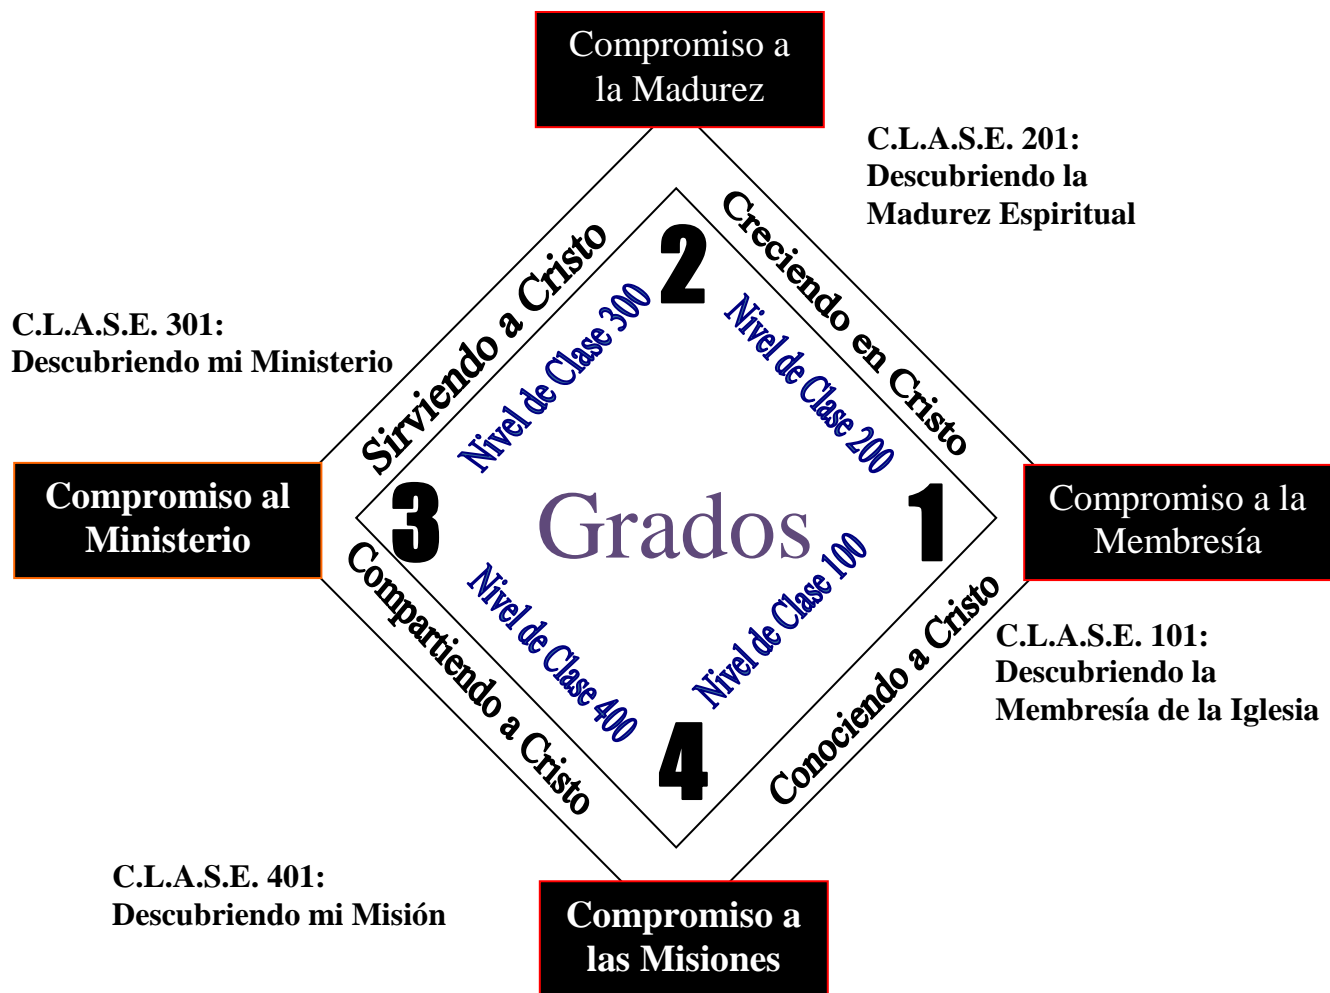 Compromiso a
la Madurez
C.L.A.S.E. 201:
Descubriendo la
Madurez Espiritual
Sirviendo a Cristo
2
Creciendo en Cristo
C.L.A.S.E. 301:
Descubriendo mi Ministerio
Nivel de Clase 300
Nivel de Clase 200
Compromiso al
Ministerio
3
Grados
1
Compromiso a la
Membresía
Compartiendo a Cristo
Nivel de Clase 400
Nivel de Clase 100
Conociendo a Cristo
C.L.A.S.E. 101:
Descubriendo la
Membresía de la Iglesia
4
C.L.A.S.E. 401:
Descubriendo mi Misión
Compromiso a
las Misiones